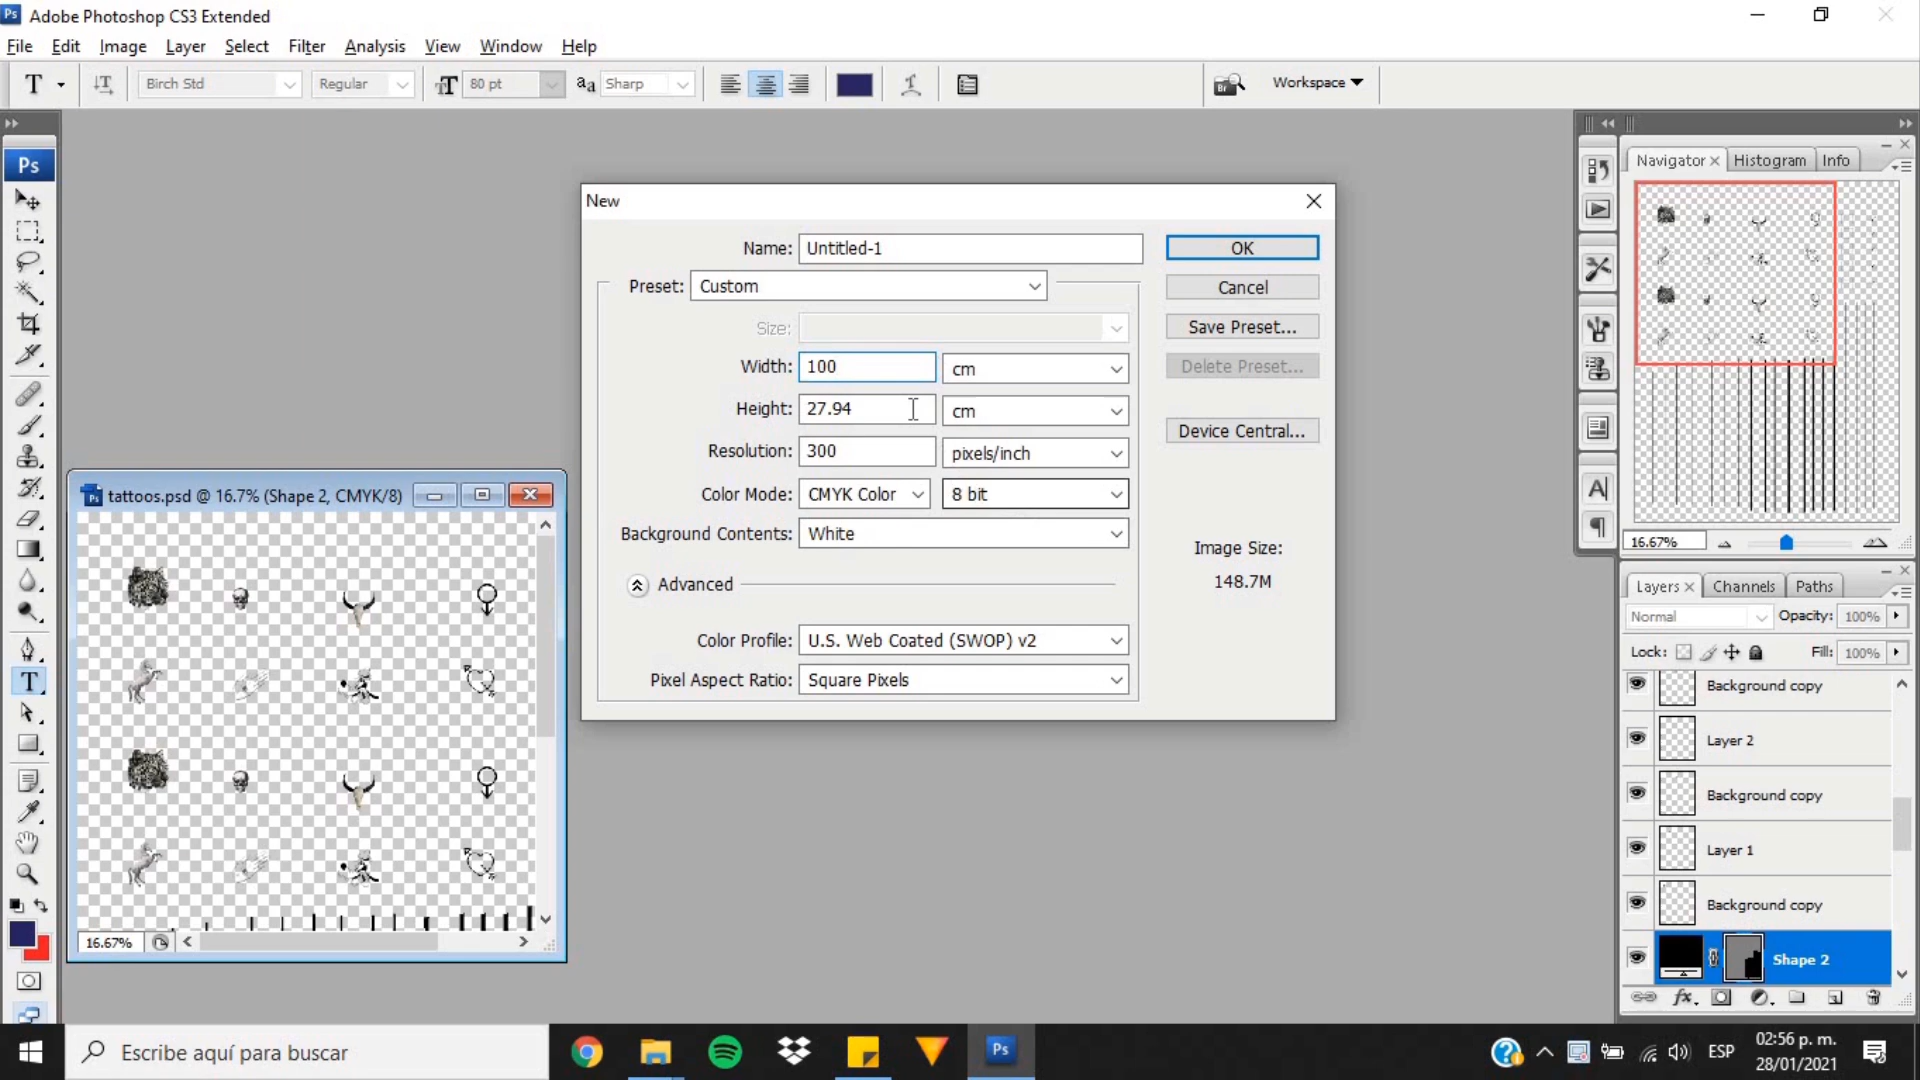 Ps Adobe Photoshop CS3 Extended
File Edit Image Layer Select Filter Analysis View Window Help
T Birch Std Regular 80 pt aa Sharp Workspace
Ps
New
Name: Untitled-1 OK
Preset: Custom Cancel
Size: Save Preset...
Width: 100 cm Delete Preset...
Height: 27.94 cm
Resolution: 300 pixels/inch Device Central...
Color Mode: CMYK Color 8 bit
Background Contents: White
Image Size:
148.7M
Advanced
Color Profile: U.S. Web Coated (SWOP) v2
Pixel Aspect Ratio: Square Pixels
tattoos.psd @ 16.7% (Shape 2, CMYK/8)
16.67%
Navigator Histogram Info
16.67%
Layers Channels Paths
Normal Opacity: 100%
Lock: Fill: 100%
Background copy
Layer 2
Background copy
Layer 1
Background copy
Shape 2
Escribe aquí para buscar
Ps
ESP
02:56 p. m.
28/01/2021